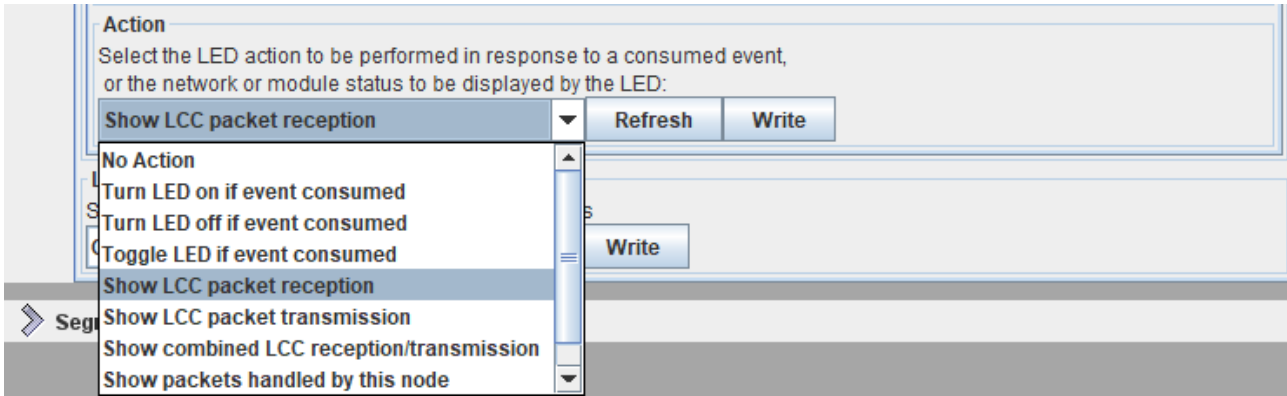 Action
Select the LED action to be performed in response to a consumed event,
or the network or module status to be displayed by the LED:
Show LCC packet reception Refresh Write
No Action
Turn LED on if event consumed
Turn LED off if event consumed
Toggle LED if event consumed
Write
Show LCC packet reception
Show LCC packet transmission
Show combined LCC reception/transmission
Show packets handled by this node